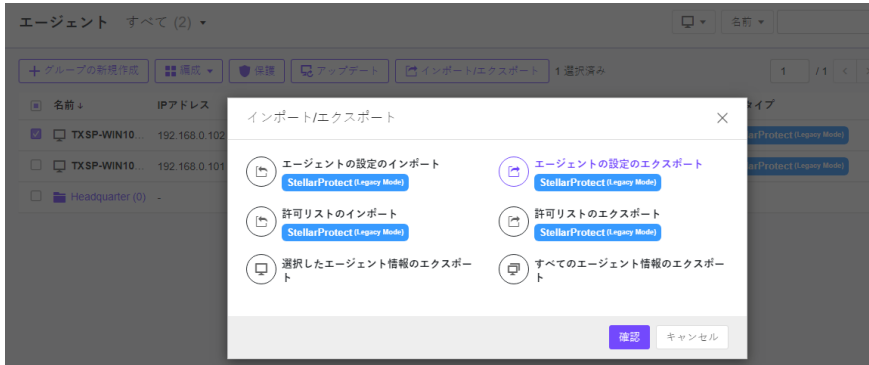 エージェント すべて (2)
名前
グループの新規作成 編成 保護 アップデート インポート/エクスポート 1 選択済み
1 / 1
名前↓ IPアドレス タイプ
TXSP-WIN10... 192.168.0.102 arProtect (Legacy Mode)
TXSP-WIN10... 192.168.0.101 arProtect (Legacy Mode)
Headquarter (0) -
インポート/エクスポート
エージェントの設定のインポート
StellarProtect (Legacy Mode)
エージェントの設定のエクスポート
StellarProtect (Legacy Mode)
許可リストのインポート
StellarProtect (Legacy Mode)
許可リストのエクスポート
StellarProtect (Legacy Mode)
選択したエージェント情報のエクスポー
ト
すべてのエージェント情報のエクスポー
ト
確認 キャンセル